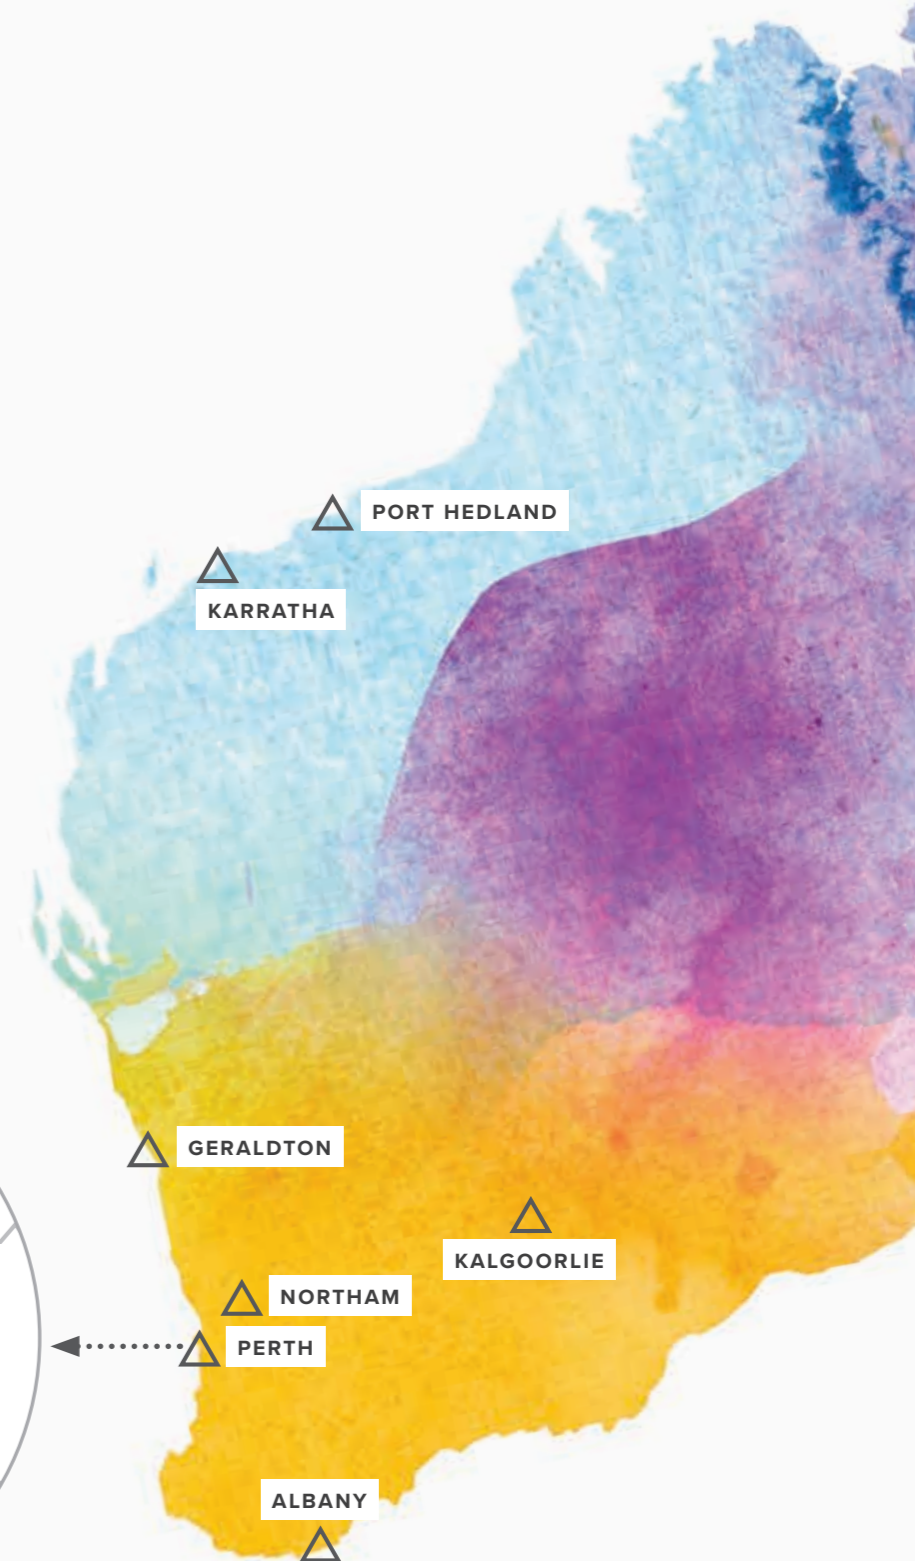 PORT HEDLAND
KARRATHA
GERALDTON
KALGOORLIE
NORTHAM
PERTH
ALBANY